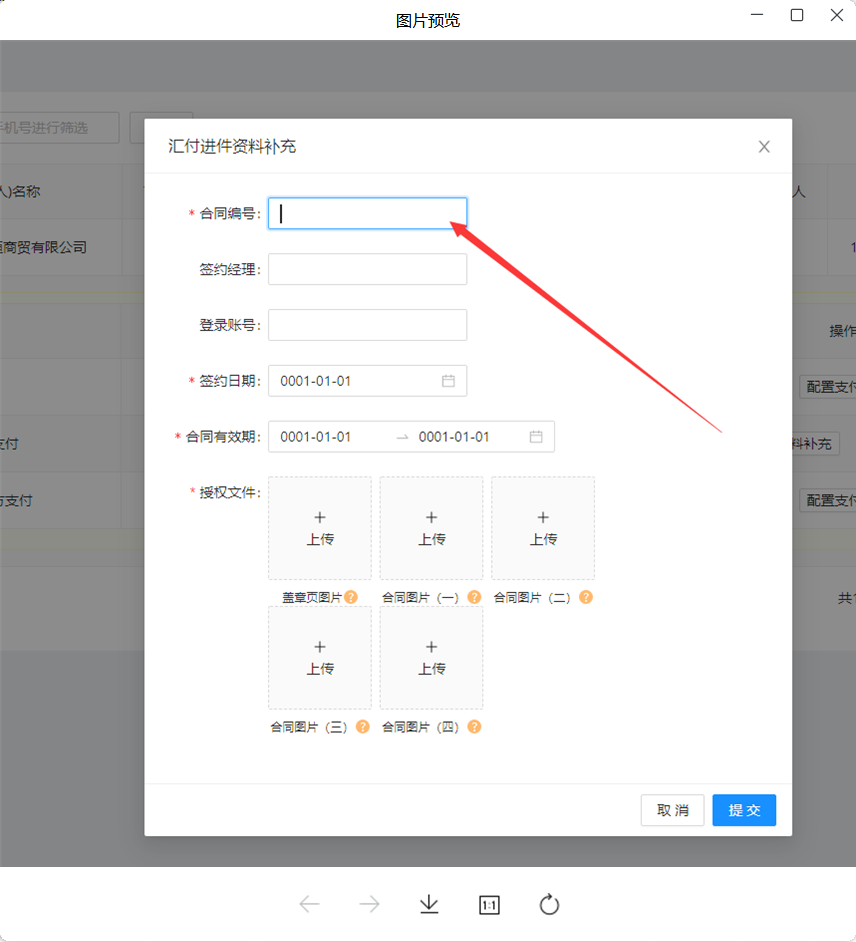 图片预览
手机号进行筛选
汇付进件资料补充
人)名称
人
* 合同编号:
商贸有限公司
1
签约经理:
登录账号:
操作
* 签约日期: 0001-01-01
配置支付
* 合同有效期: 0001-01-01 → 0001-01-01
支付
料补充
* 授权文件:
方支付
配置支付
+ + +
上传 上传 上传
盖章页图片 ? 合同图片（一） ? 合同图片（二） ?
共1
+ +
上传 上传
合同图片（三） ? 合同图片（四） ?
取 消 提 交
1:1